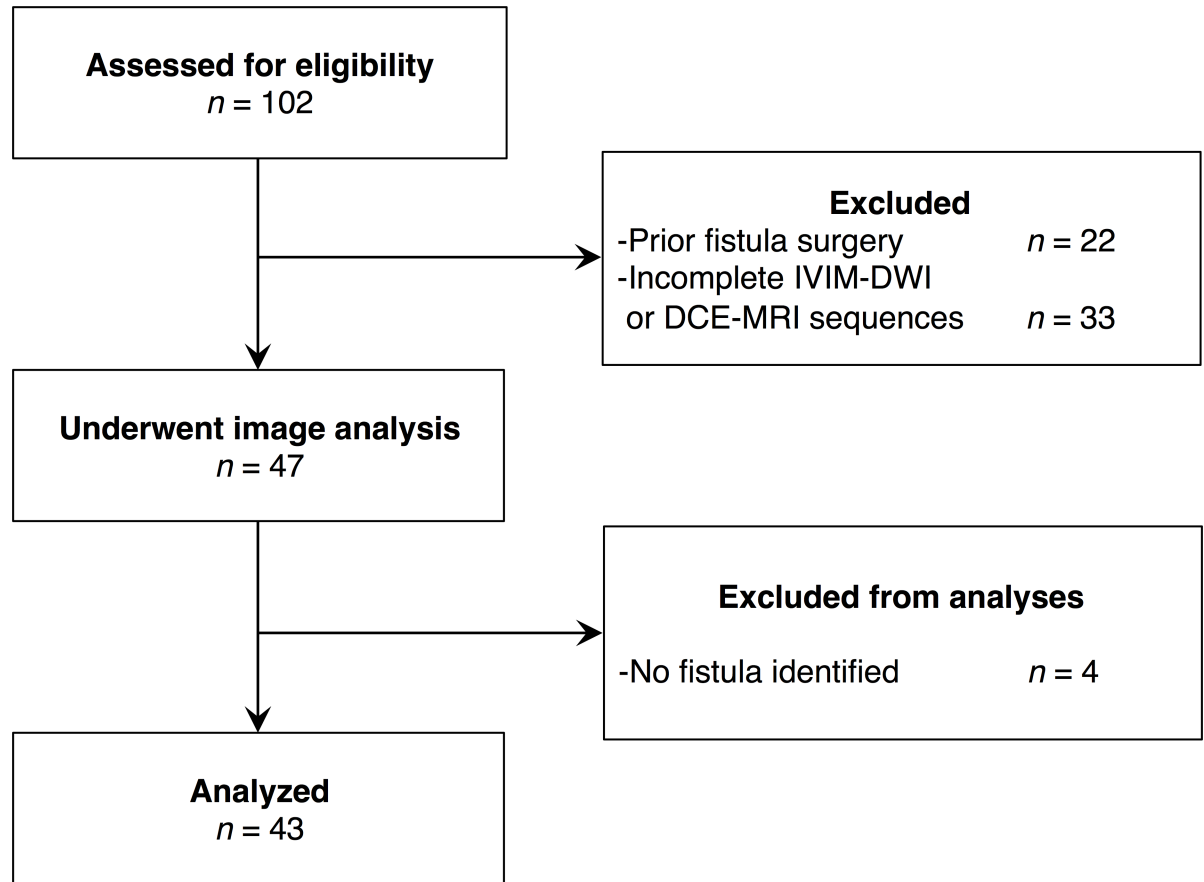 Assessed for eligibility
n = 102
Excluded
-Prior fistula surgery n = 22
-Incomplete IVIM-DWI
or DCE-MRI sequences n = 33
Underwent image analysis
n = 47
Excluded from analyses
-No fistula identified n = 4
Analyzed
n = 43